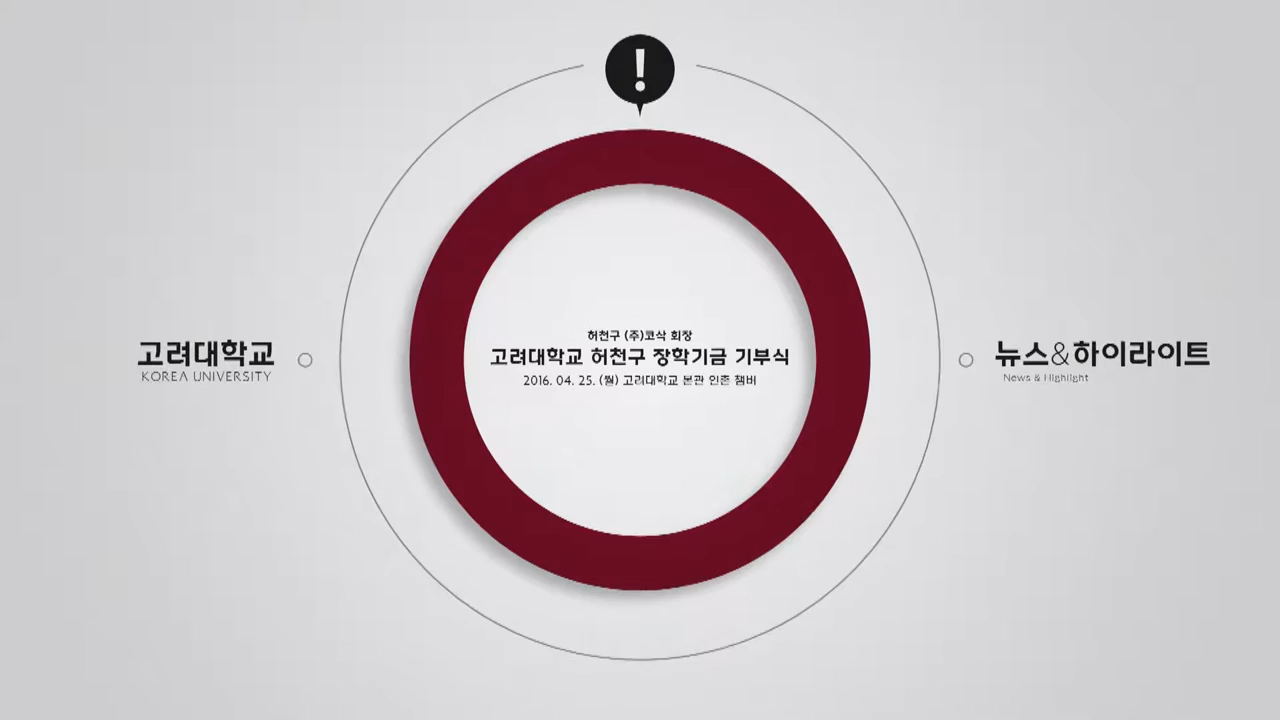 !
허천구 (주)코삭 회장
고려대학교 허천구 장학기금 기부식
2016. 04. 25. (월) 고려대학교 본관 인촌 챔버
고려대학교
KOREA UNIVERSITY
뉴스&하이라이트
News & Highlight